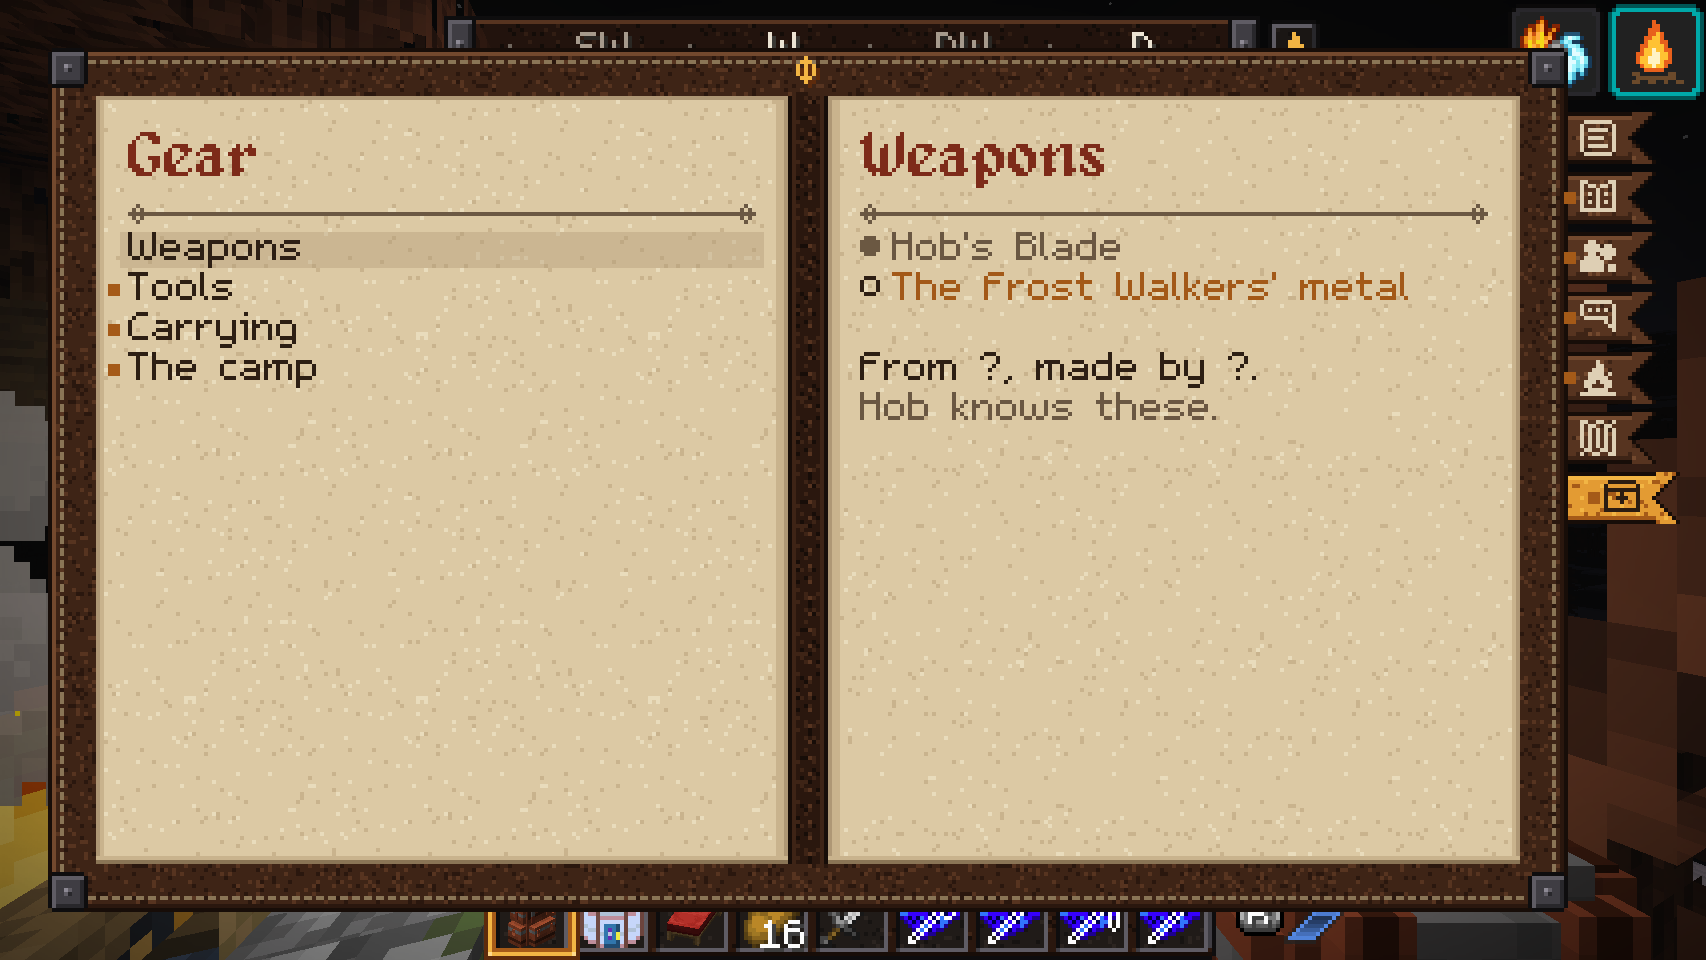 Gear
Weapons
Tools
Carrying
The camp
Weapons
Hob's Blade
The Frost Walkers' metal
From ?, made by ?.
Hob knows these.
16